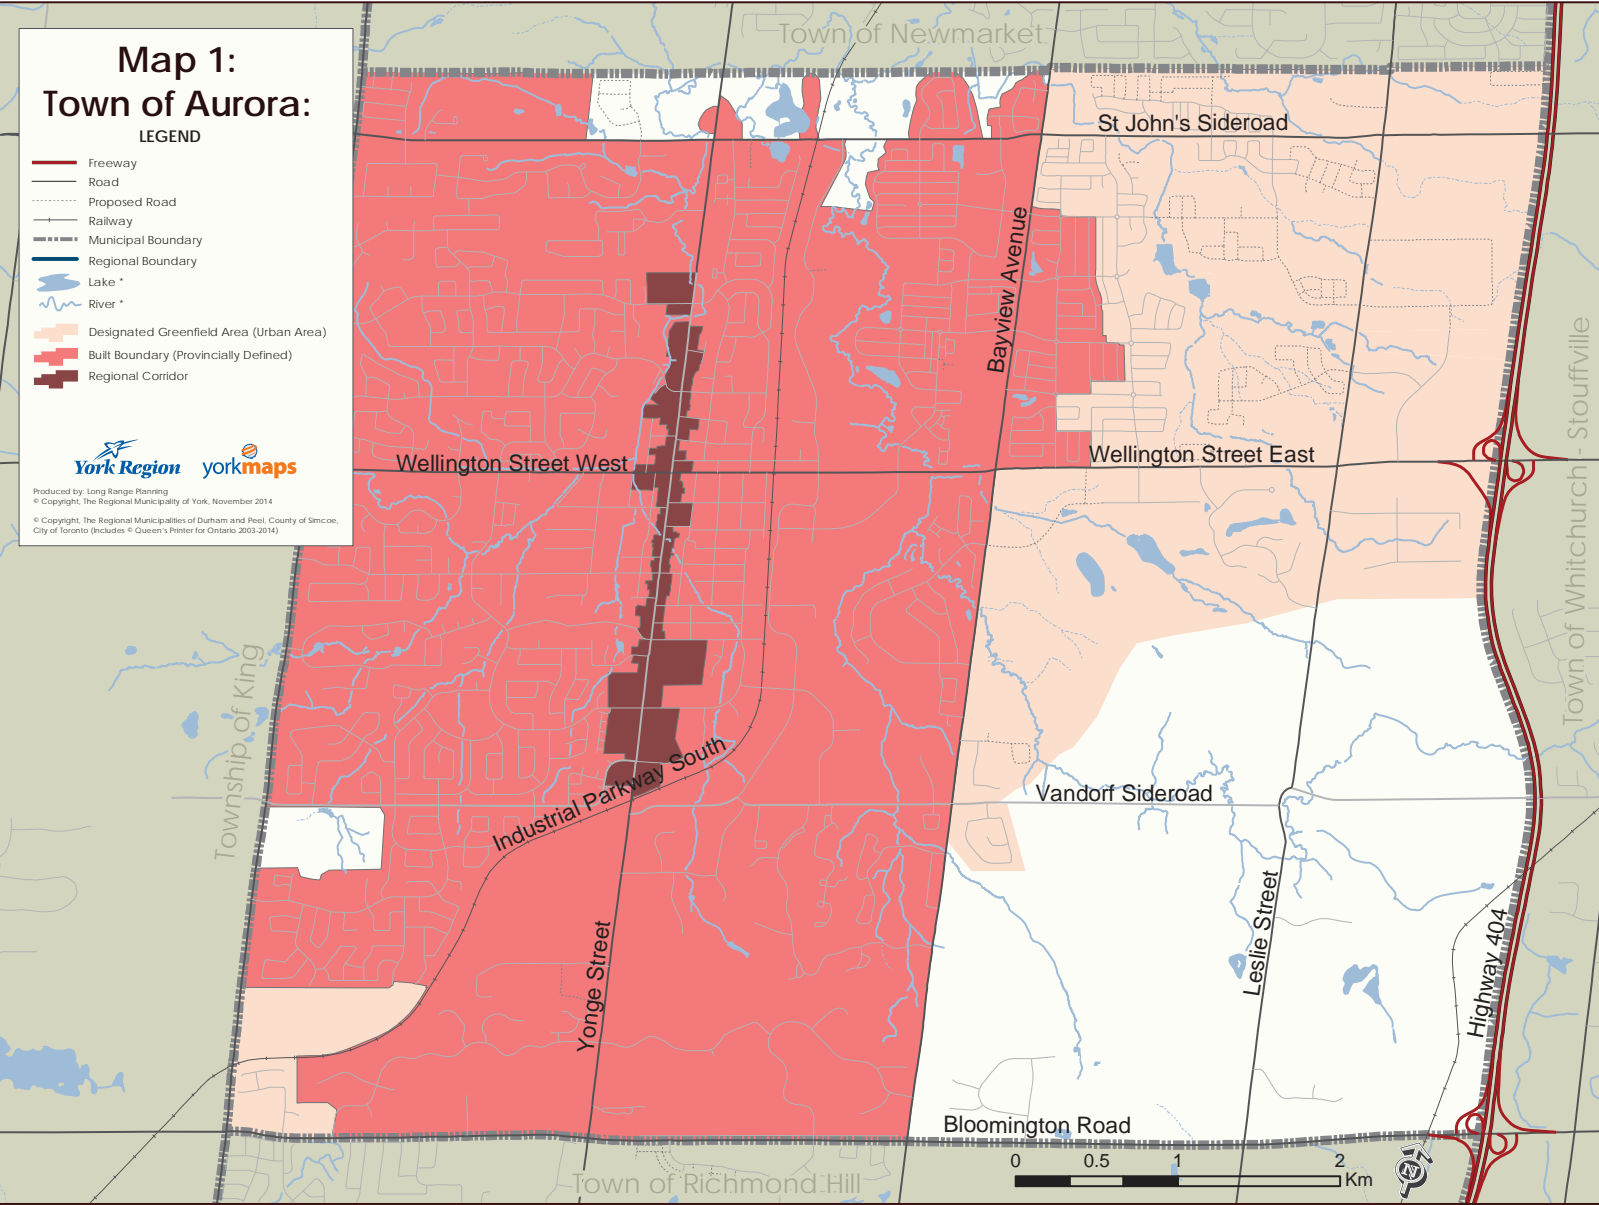 Map 1:
Town of Aurora:
LEGEND
Freeway
Road
Proposed Road
Railway
Municipal Boundary
Regional Boundary
Lake *
River *
Designated Greenfield Area (Urban Area)
Built Boundary (Provincially Defined)
Regional Corridor
York Region
yorkmaps
Produced by: Long Range Planning
© Copyright, The Regional Municipality of York, November 2014
© Copyright, The Regional Municipalities of Durham and Peel, County of Simcoe,
City of Toronto (Includes © Queen's Printer for Ontario 2003-2014)
Town of Newmarket
St John's Sideroad
Bayview Avenue
Town of Whitchurch - Stouffville
Wellington Street West
Wellington Street East
Township of King
Industrial Parkway South
Vandorf Sideroad
Yonge Street
Leslie Street
Highway 404
Bloomington Road
Town of Richmond Hill
0 0.5 1 2
Km
N